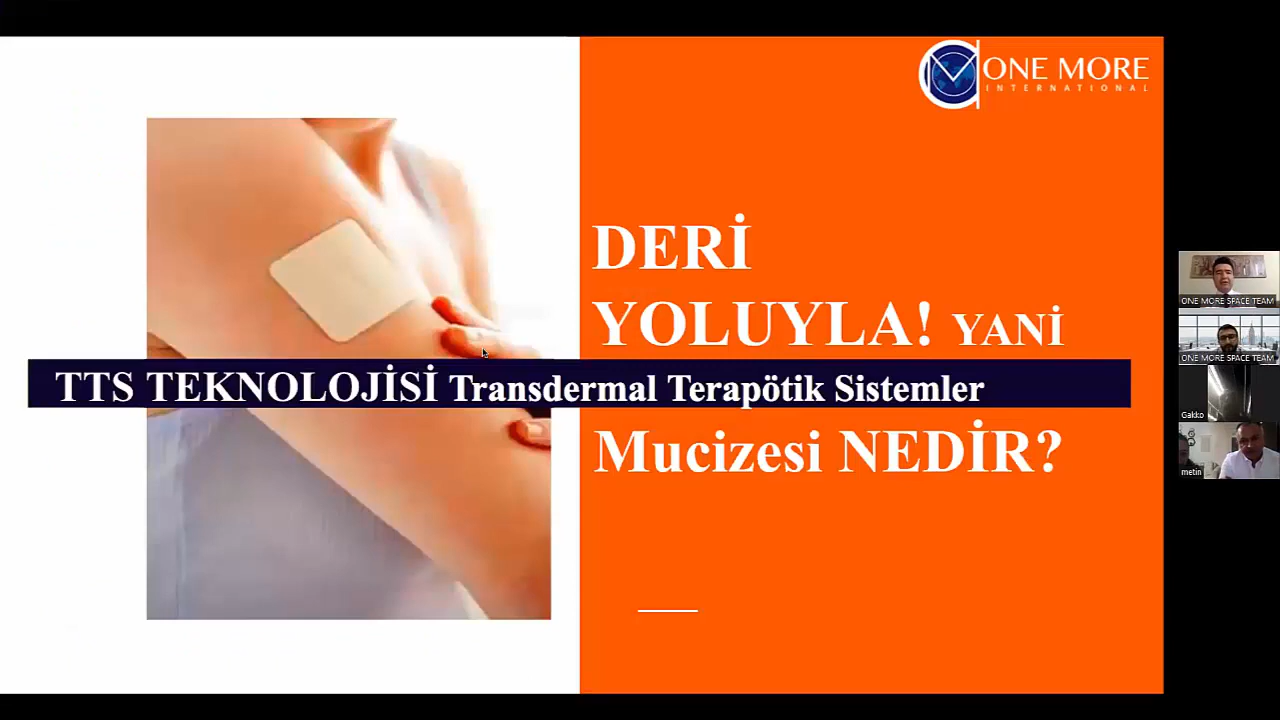 ONE MORE
INTERNATIONAL
DERİ
YOLUYLA! YANİ
TTS TEKNOLOJİSİ Transdermal Terapötik Sistemler
Mucizesi NEDİR?
ONE MORE SPACE TEAM
ONE MORE SPACE TEAM
Gakko
metin